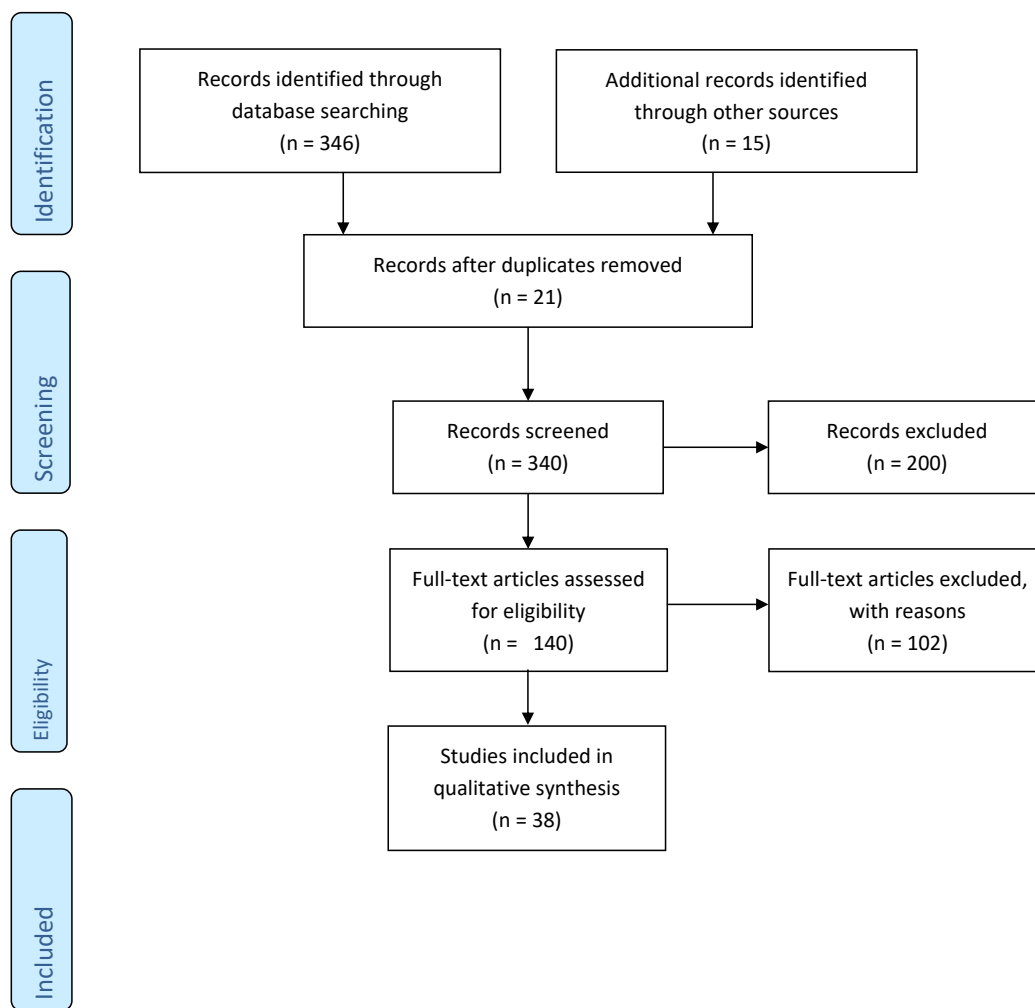 Identification
Records identified through
database searching
(n = 346)
Additional records identified
through other sources
(n = 15)
Records after duplicates removed
(n = 21)
Screening
Records screened
(n = 340)
Records excluded
(n = 200)
Eligibility
Full-text articles assessed
for eligibility
(n =   140)
Full-text articles excluded,
with reasons
(n = 102)
Studies included in
qualitative synthesis
(n = 38)
Included